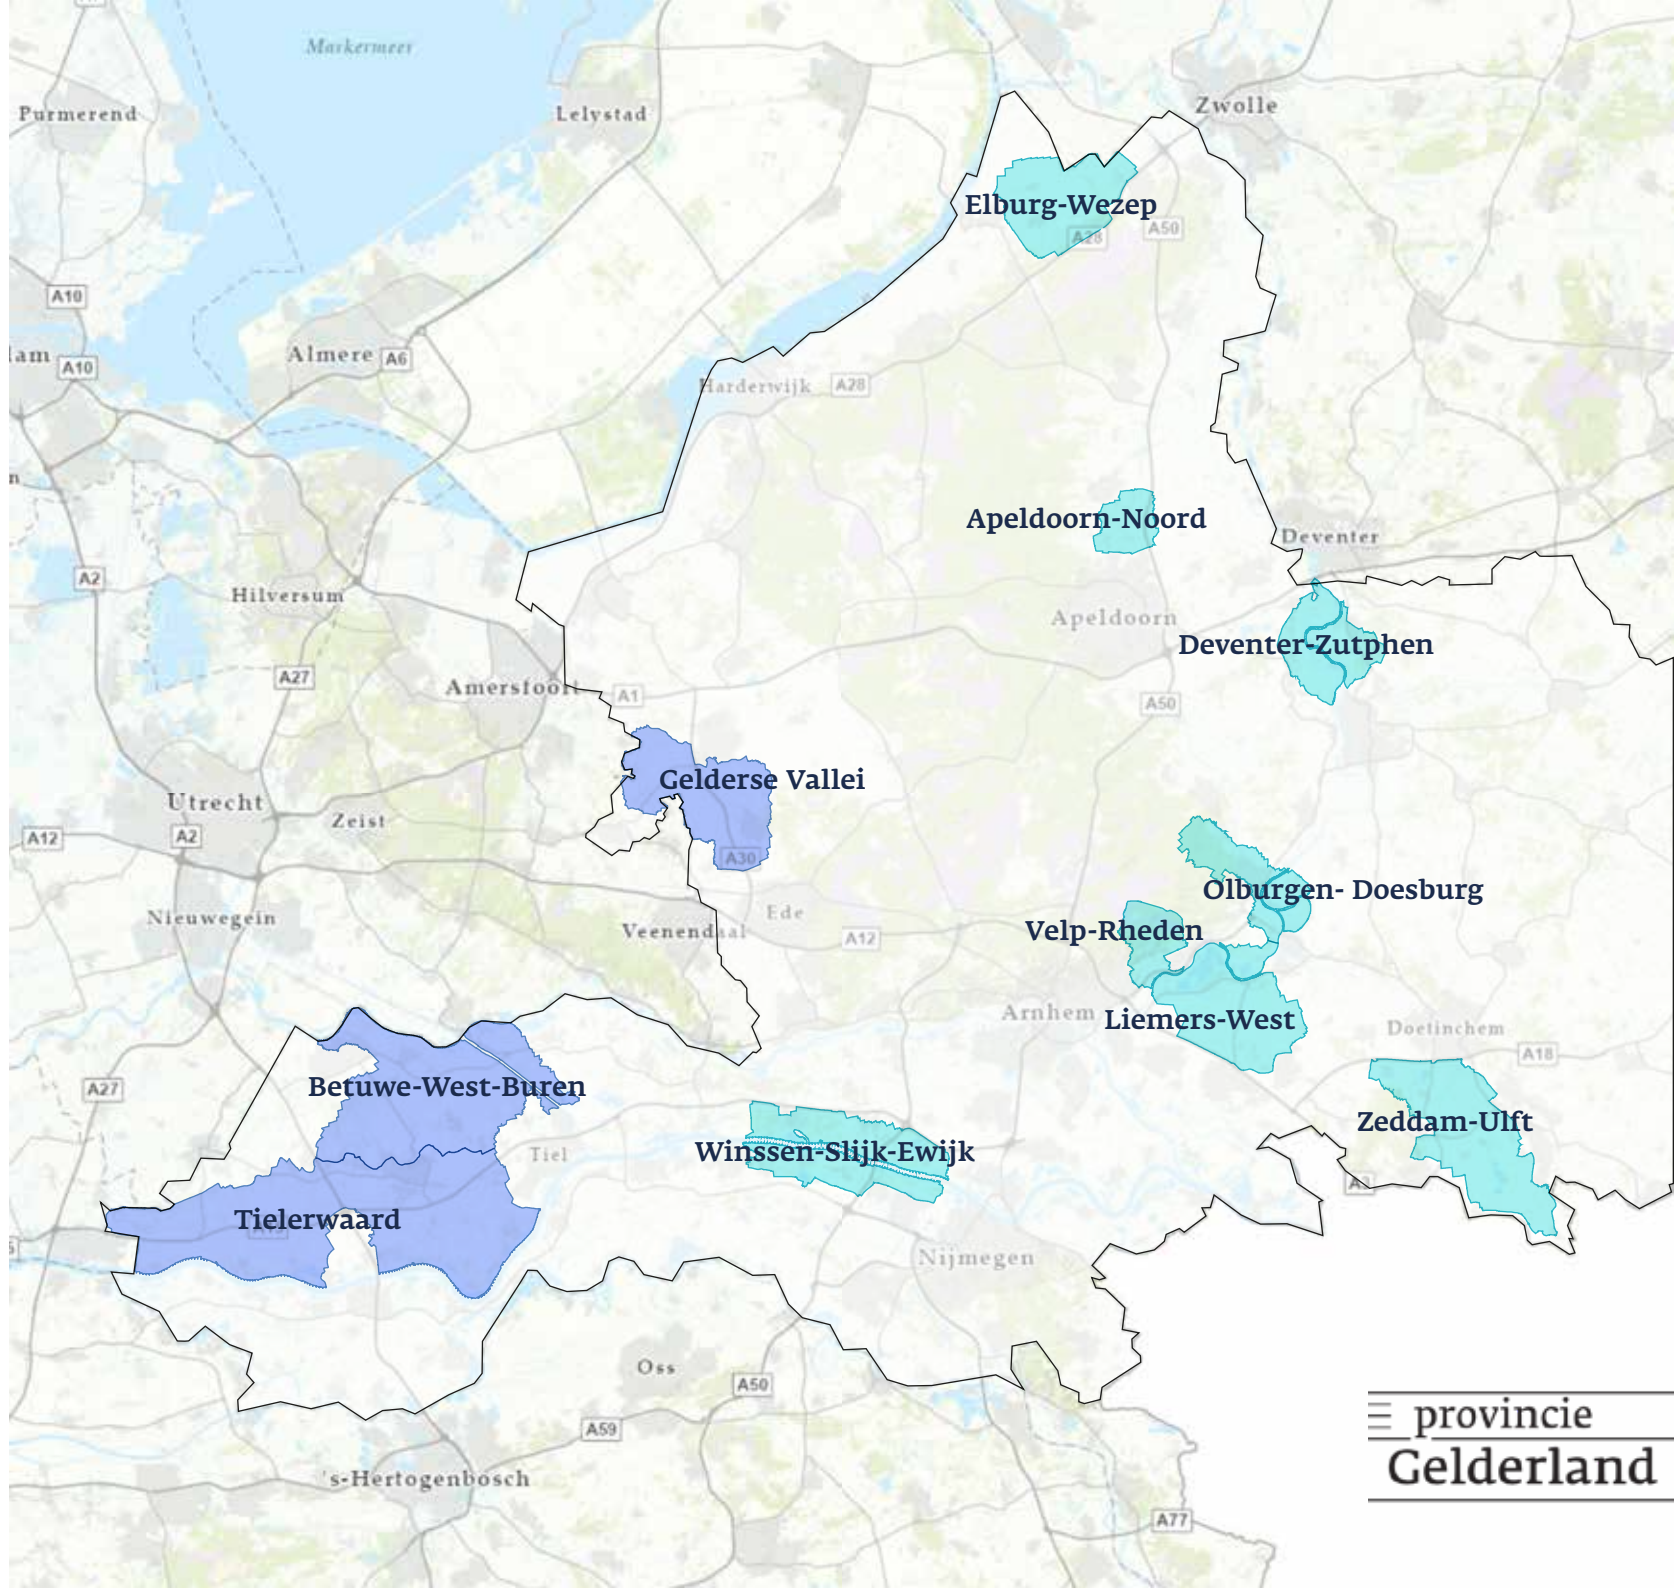 Markermeer
Purmerend
Lelystad
Zwolle
Elburg-Wezep
A50
A28
A10
Almere
A6
A10
Harderwijk
A28
Apeldoorn-Noord
Deventer
A2
Hilversum
Apeldoorn
Deventer-Zutphen
A27
Amersfoort
A1
A50
Gelderse Vallei
Utrecht
Zeist
A12
A2
A30
Olburgen- Doesburg
Nieuwegein
Ede
Veenendaal
A12
Velp-Rheden
Arnhem
Liemers-West
Doetinchem
A18
A27
Betuwe-West-Buren
Zeddam-Ulft
Tiel
Winssen-Slijk-Ewijk
Tielerwaard
Nijmegen
Oss
A50
A59
provincie
Gelderland
's-Hertogenbosch
A77